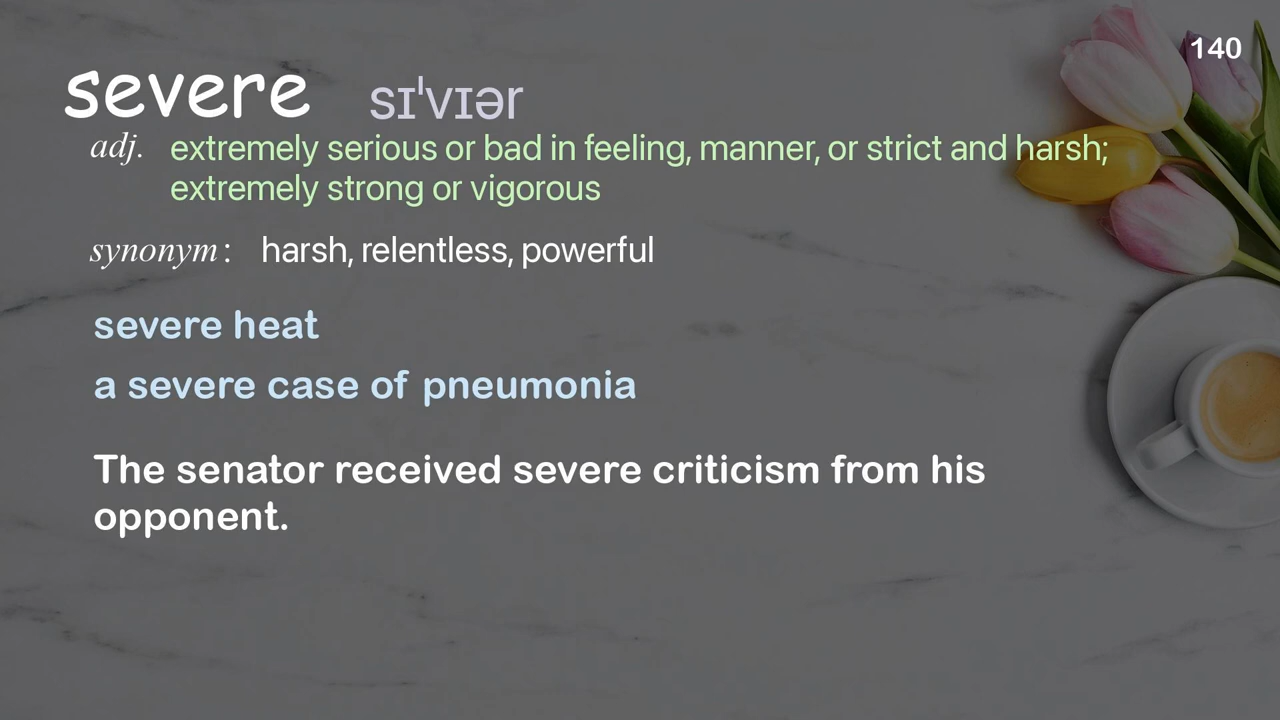 140
severe sɪˈvɪər
adj. extremely serious or bad in feeling, manner, or strict and harsh;
extremely strong or vigorous
synonym: harsh, relentless, powerful
severe heat
a severe case of pneumonia
The senator received severe criticism from his
opponent.